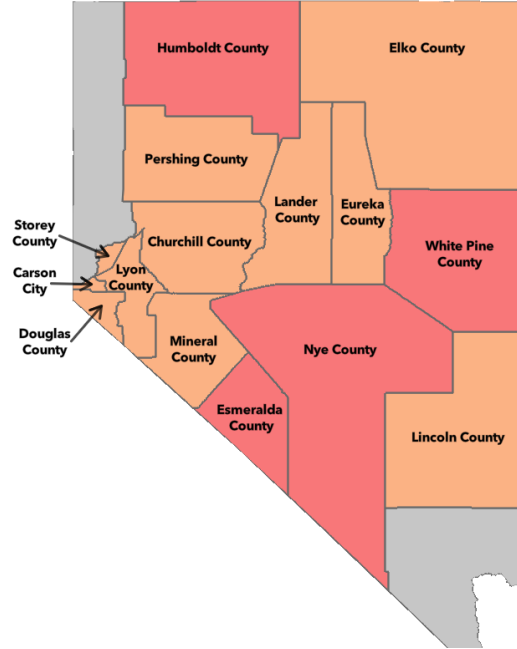 Humboldt County
Elko County
Pershing County
Lander
County
Eureka
County
Storey
County
Churchill County
White Pine
County
Carson
City
Lyon
County
Douglas
County
Mineral
County
Nye County
Esmeralda
County
Lincoln County